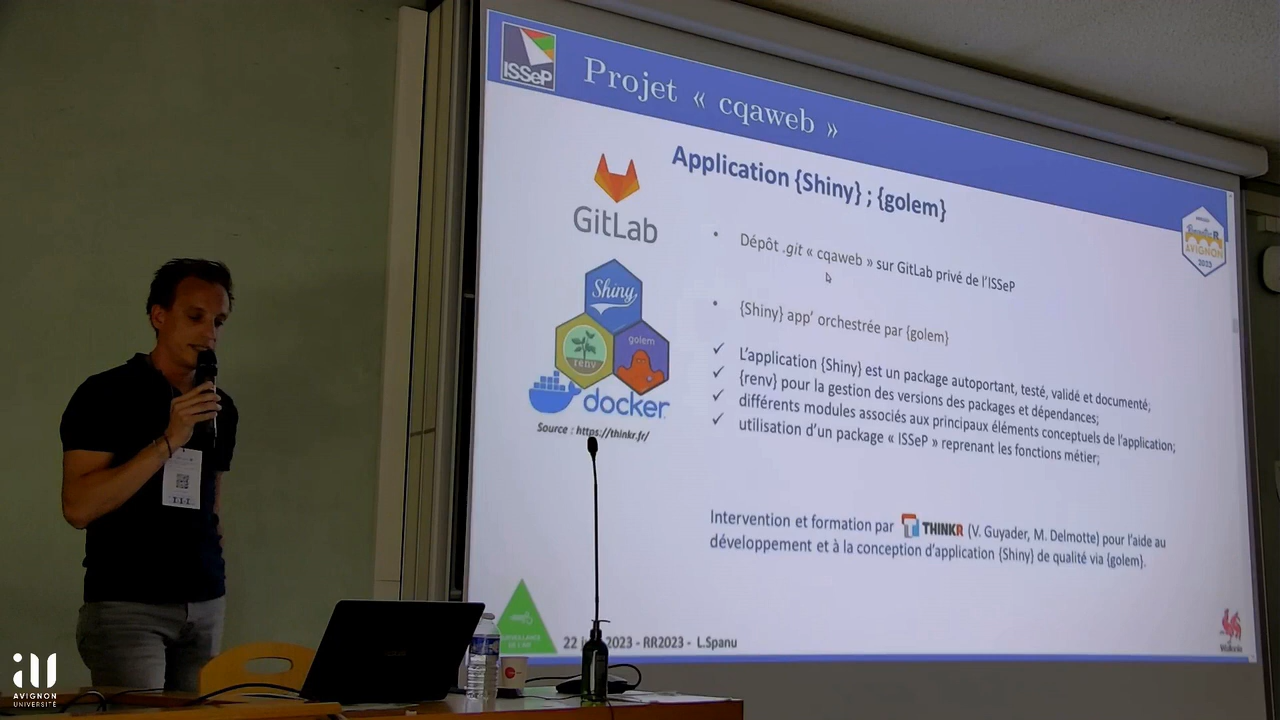 ISSeP
Projet « cqaweb »
Application {Shiny} ; {golem}
GitLab
• Dépôt .git « cqaweb » sur GitLab privé de l'ISSeP
AVIGNON
2023
Shiny
renv
golem
docker
Source : https://thinkr.fr/
• {Shiny} app' orchestrée par {golem}
✓ L'application {Shiny} est un package autoportant, testé, validé et documenté;
✓ {renv} pour la gestion des versions des packages et dépendances;
✓ différents modules associés aux principaux éléments conceptuels de l'application;
✓ utilisation d'un package « ISSeP » reprenant les fonctions métier;
Intervention et formation par THINKR (V. Guyader, M. Delmotte) pour l'aide au
développement et à la conception d'application {Shiny} de qualité via {golem}.
22 2023 - RR2023 - L.Spanu
Wallonie
AVIGNON
UNIVERSITÉ